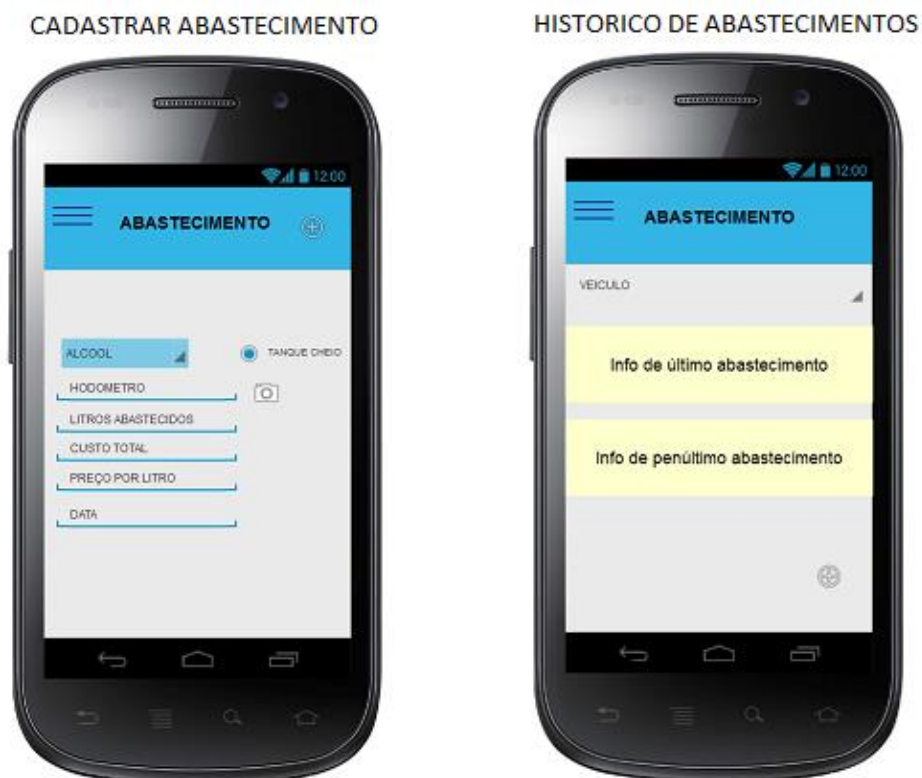 CADASTRAR ABASTECIMENTO
12:00
ABASTECIMENTO
ALCOOL
TANQUE CHEIO
HODOMETRO
LITROS ABASTECIDOS
CUSTO TOTAL
PREÇO POR LITRO
DATA
HISTORICO DE ABASTECIMENTOS
12:00
ABASTECIMENTO
VEICULO
Info de último abastecimento
Info de penúltimo abastecimento